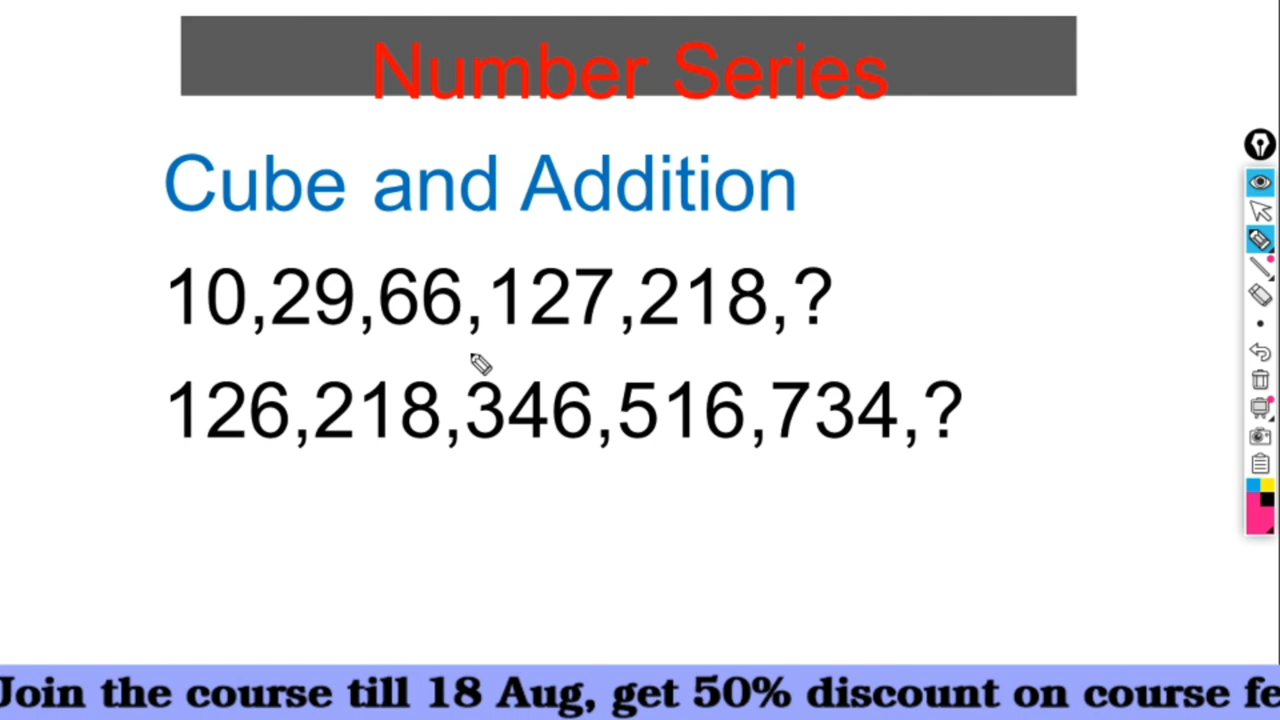 Number Series
Cube and Addition
10,29,66,127,218,?
126,218,346,516,734,?
Join the course till 18 Aug, get 50% discount on course fe